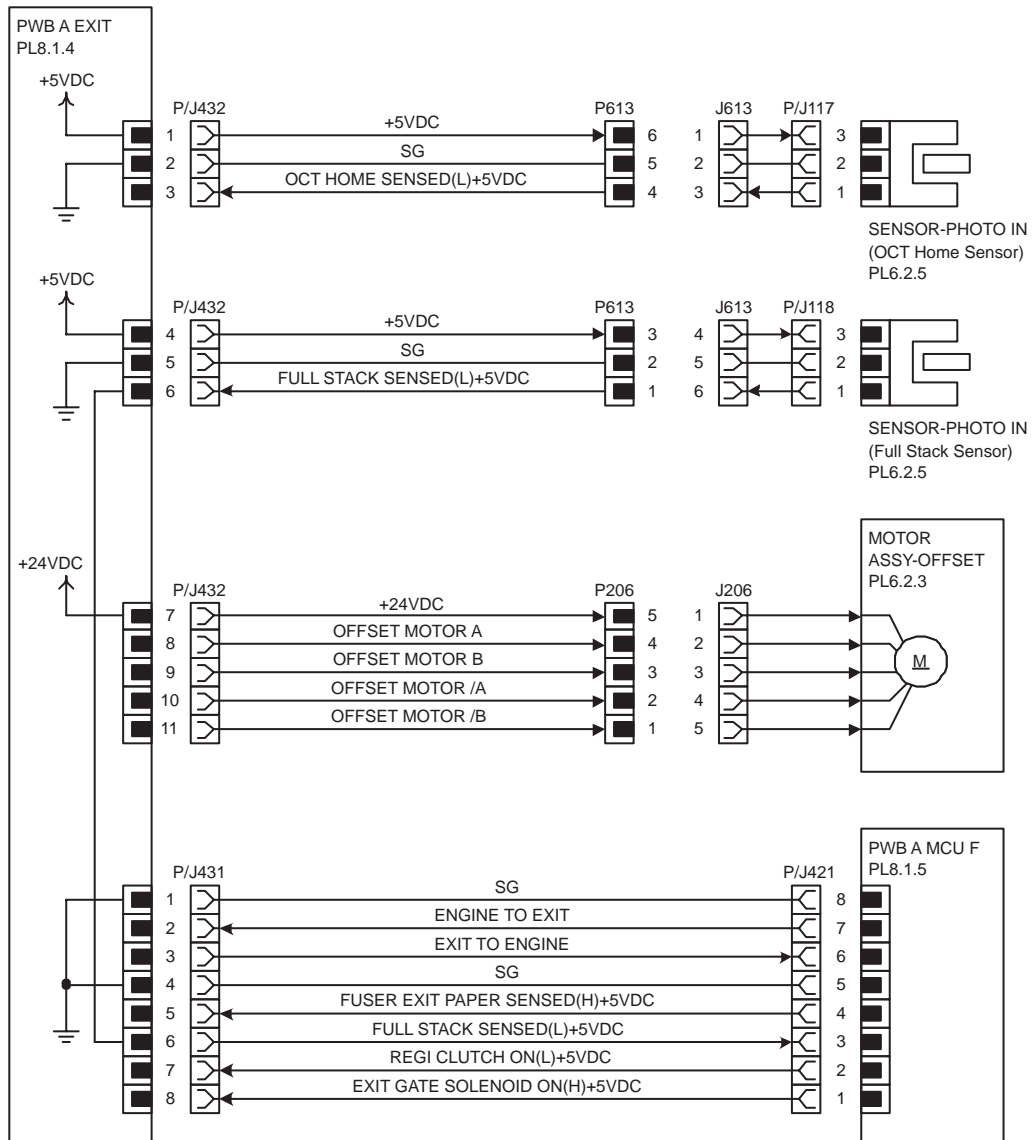 PWB A EXIT
PL8.1.4
+5VDC
P/J432 P613 J613 P/J117
1 +5VDC 6 1 3
2 SG 5 2 2
3 OCT HOME SENSED(L)+5VDC 4 3 1
SENSOR-PHOTO IN
(OCT Home Sensor)
PL6.2.5
+5VDC
P/J432 P613 J613 P/J118
4 +5VDC 3 4 3
5 SG 2 5 2
6 FULL STACK SENSED(L)+5VDC 1 6 1
SENSOR-PHOTO IN
(Full Stack Sensor)
PL6.2.5
MOTOR
ASSY-OFFSET
PL6.2.3
+24VDC
P/J432 P206 J206
7 +24VDC 5 1
8 OFFSET MOTOR A 4 2
9 OFFSET MOTOR B 3 3
10 OFFSET MOTOR /A 2 4
11 OFFSET MOTOR /B 1 5
M
PWB A MCU F
PL8.1.5
P/J431 P/J421
1 SG 8
2 ENGINE TO EXIT 7
3 EXIT TO ENGINE 6
4 SG 5
5 FUSER EXIT PAPER SENSED(H)+5VDC 4
6 FULL STACK SENSED(L)+5VDC 3
7 REGI CLUTCH ON(L)+5VDC 2
8 EXIT GATE SOLENOID ON(H)+5VDC 1